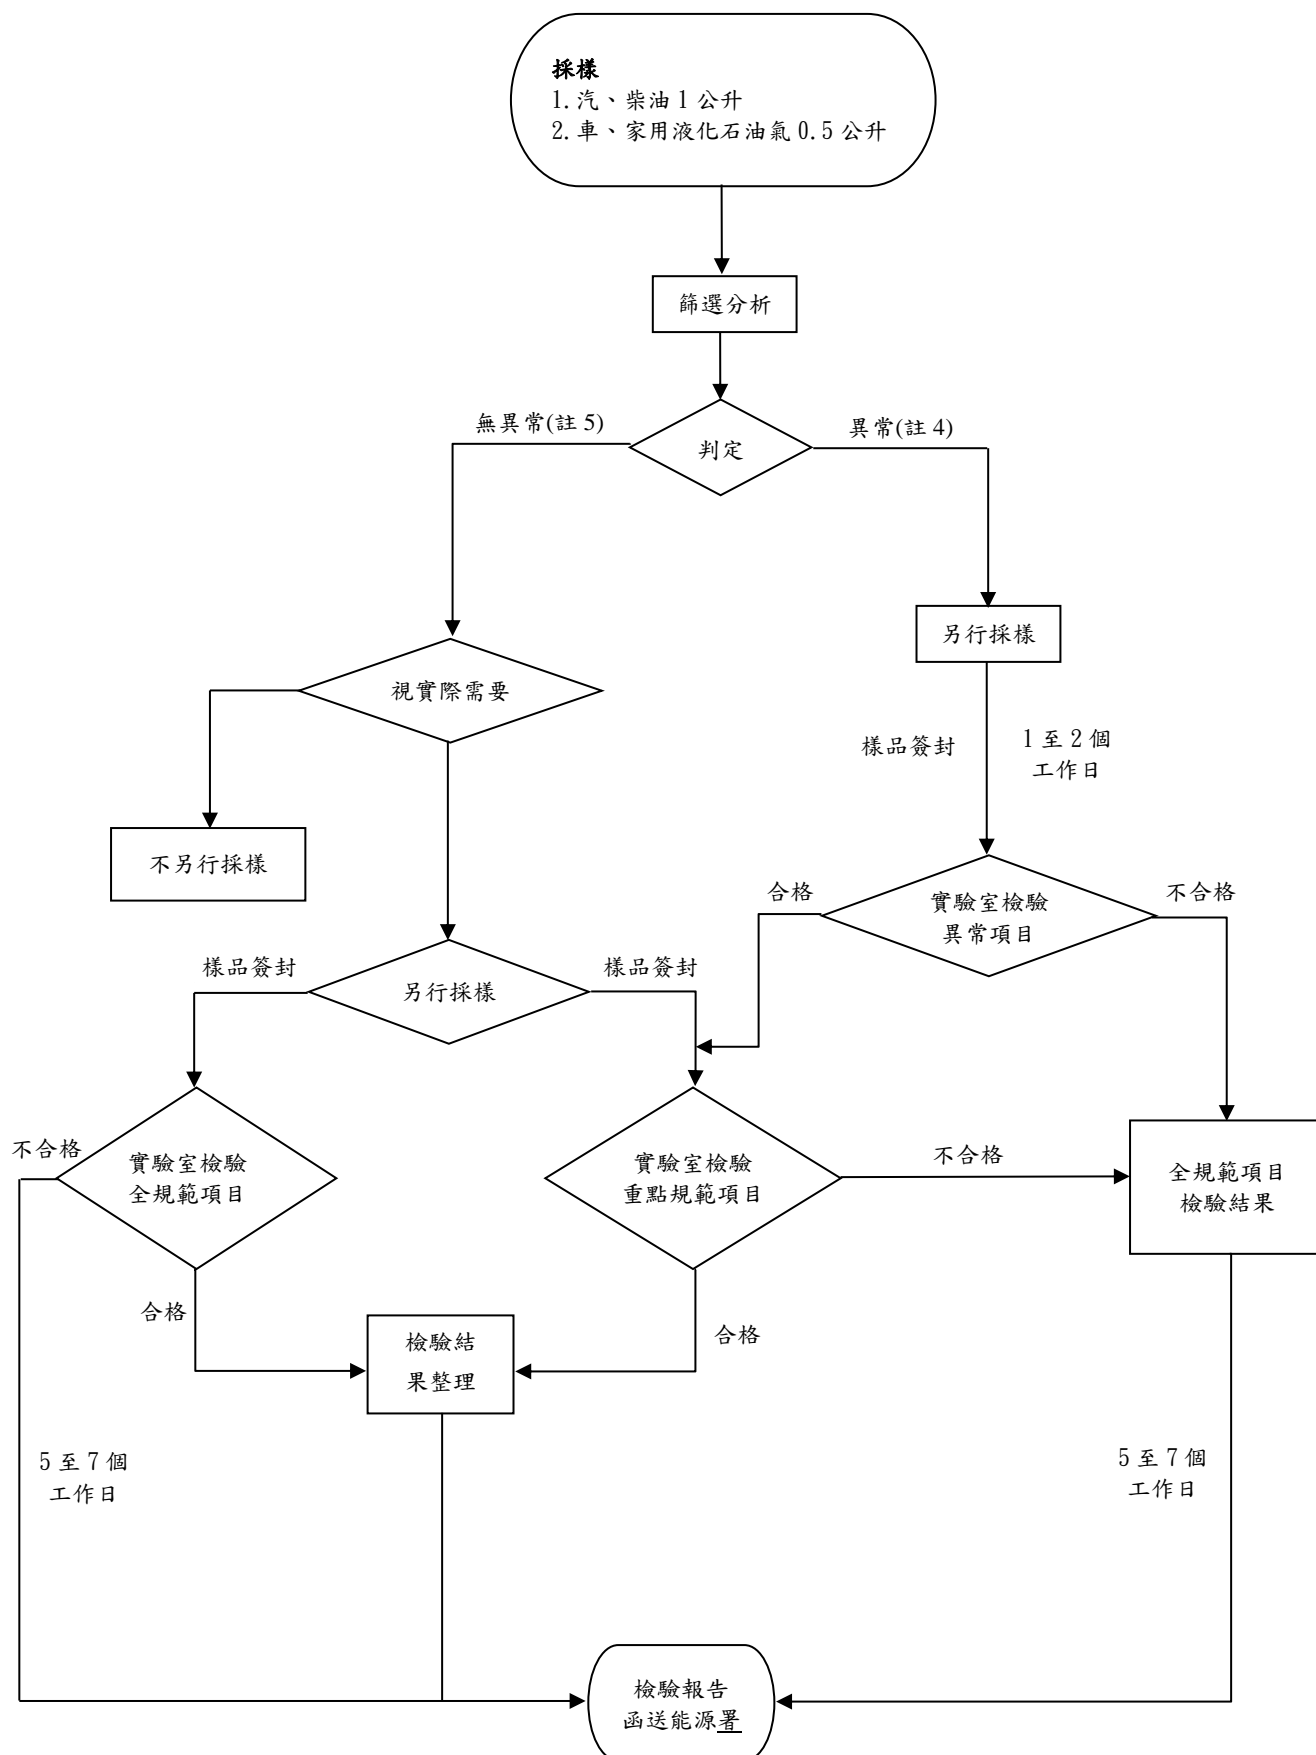 採樣
1.汽、柴油 1 公升
2.車、家用液化石油氣 0.5 公升
篩選分析
無異常(註 5)
判定
異常(註 4)
另行採樣
視實際需要
樣品簽封
1 至 2 個
工作日
不另行採樣
合格
實驗室檢驗
異常項目
不合格
樣品簽封
另行採樣
樣品簽封
不合格
實驗室檢驗
全規範項目
實驗室檢驗
重點規範項目
不合格
全規範項目
檢驗結果
合格
檢驗結
果整理
合格
5 至 7 個
工作日
5 至 7 個
工作日
檢驗報告
函送能源署